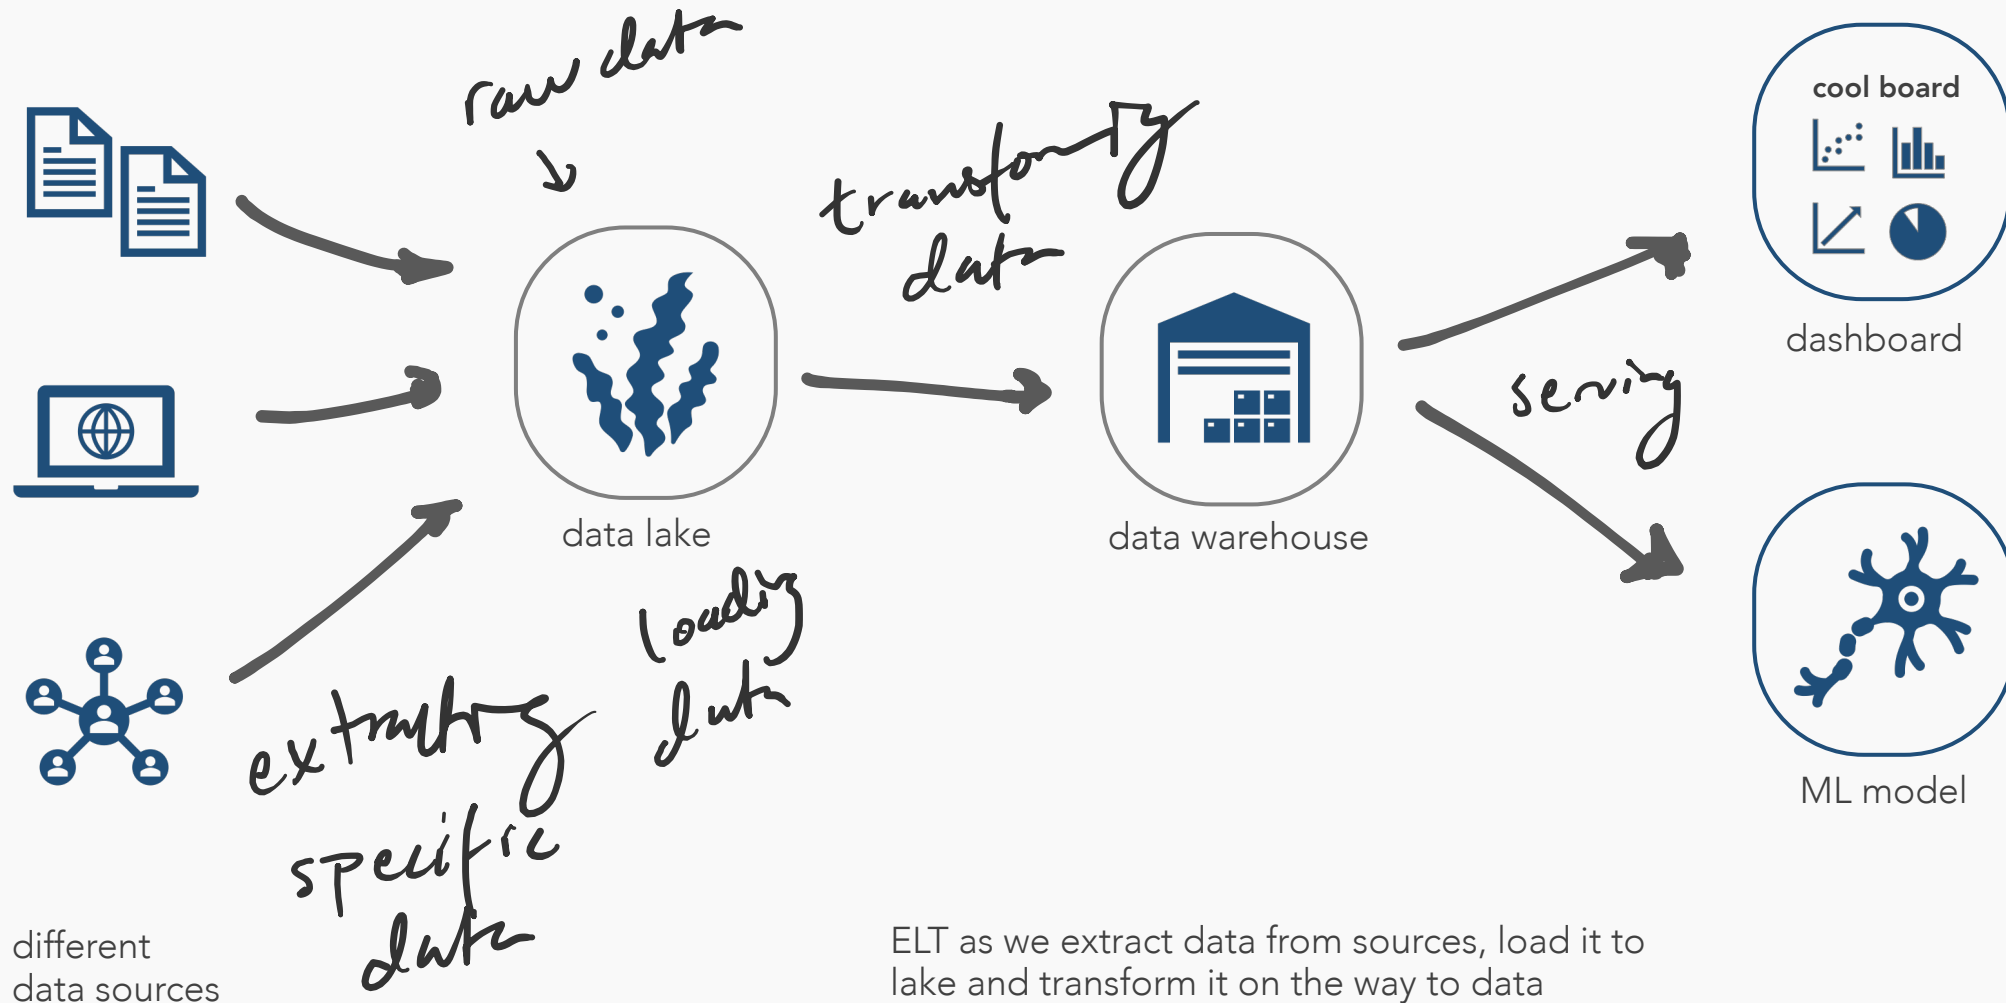 raw data
transforming
data
cool board
dashboard
serving
data lake
data warehouse
loading
data
extracting
specific
data
ML model
different
data sources
ELT as we extract data from sources, load it to
lake and transform it on the way to data